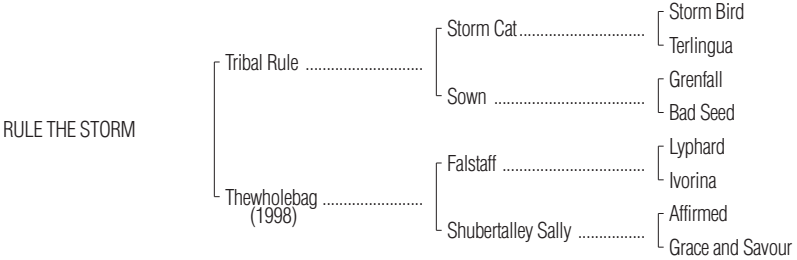 Storm Bird
Storm Cat ................................
Terlingua
Tribal Rule .............................
Grenfall
Sown ......................................
Bad Seed
RULE THE STORM
Lyphard
Falstaff ....................................
Ivorina
Thewholebag .........................
(1998)
Affirmed
Shubertalley Sally .................
Grace and Savour